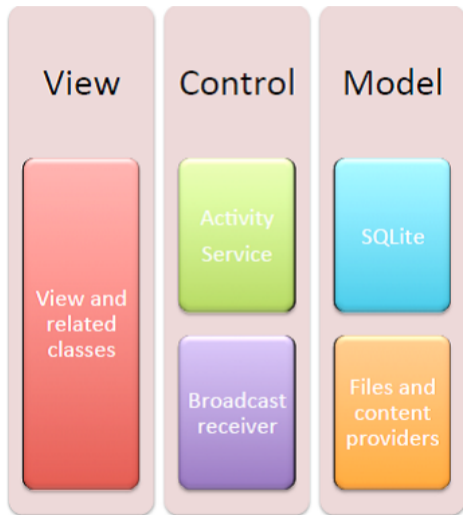 View
Control
Model
View and
related
classes
Activity
Service
Broadcast
receiver
SQLite
Files and
content
providers